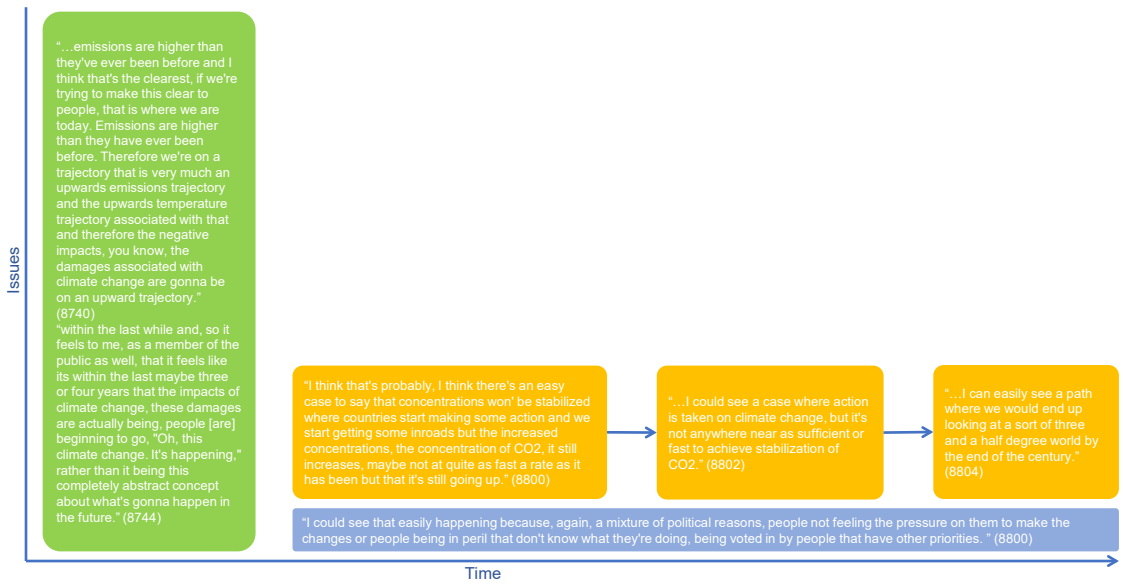 Issues
“…emissions are higher than
they've ever been before and I
think that's the clearest, if we're
trying to make this clear to
people, that is where we are
today. Emissions are higher
than they have ever been
before. Therefore we're on a
trajectory that is very much an
upwards emissions trajectory
and the upwards temperature
trajectory associated with that
and therefore the negative
impacts, you know, the
damages associated with
climate change are gonna be
on an upward trajectory.”
(8740)
“within the last while and, so it
feels to me, as a member of the
public as well, that it feels like
its within the last maybe three
or four years that the impacts of
climate change, these damages
are actually being, people [are]
beginning to go, "Oh, this
climate change. It's happening,"
rather than it being this
completely abstract concept
about what's gonna happen in
the future.” (8744)
“I think that's probably, I think there's an easy
case to say that concentrations won' be stabilized
where countries start making some action and we
start getting some inroads but the increased
concentrations, the concentration of CO2, it still
increases, maybe not at quite as fast a rate as it
has been but that it's still going up.” (8800)
“…I could see a case where action
is taken on climate change, but it's
not anywhere near as sufficient or
fast to achieve stabilization of
CO2.” (8802)
“…I can easily see a path
where we would end up
looking at a sort of three
and a half degree world by
the end of the century.”
(8804)
“I could see that easily happening because, again, a mixture of political reasons, people not feeling the pressure on them to make the
changes or people being in peril that don't know what they're doing, being voted in by people that have other priorities. ” (8800)
Time